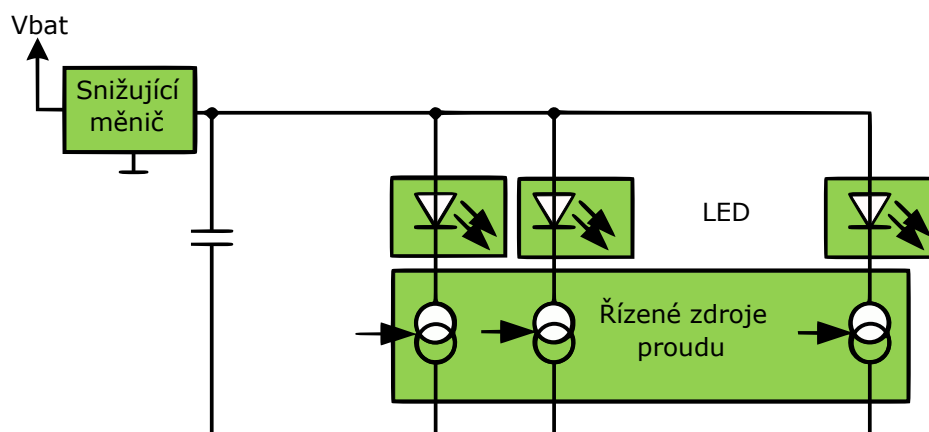 Vbat
Snižující
měnič
LED
Řízené zdroje
proudu